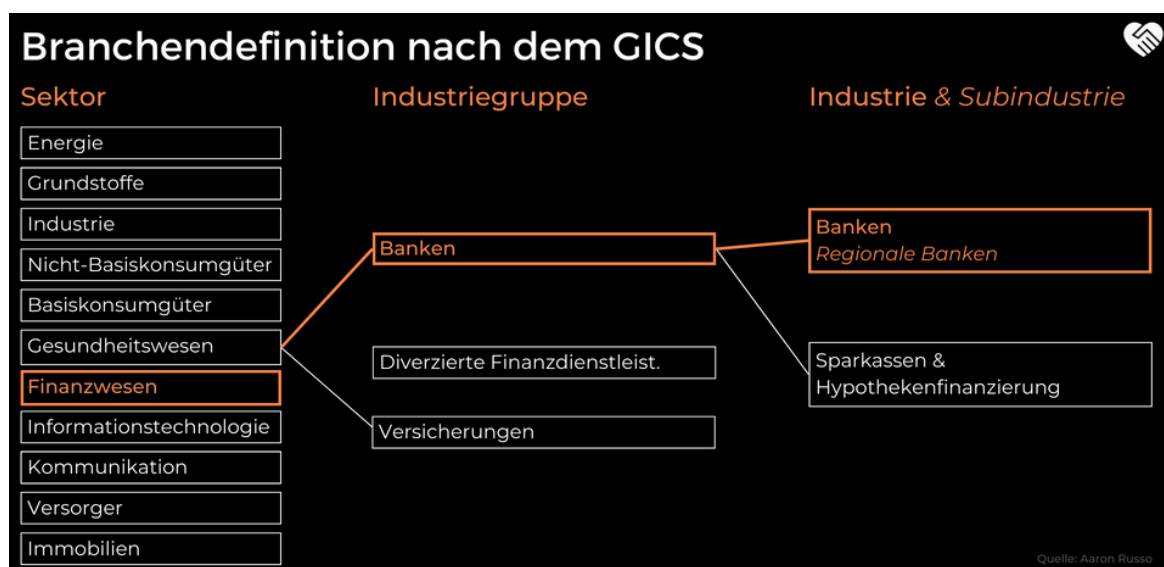 Branchendefinition nach dem GICS
Sektor
Energie
Grundstoffe
Industrie
Nicht-Basiskonsumgüter
Basiskonsumgüter
Gesundheitswesen
Finanzwesen
Informationstechnologie
Kommunikation
Versorger
Immobilien
Industriegruppe
Banken
Diverzierte Finanzdienstleist.
Versicherungen
Industrie & Subindustrie
Banken
Regionale Banken
Sparkassen &
Hypothekenfinanzierung
Quelle: Aaron Russo